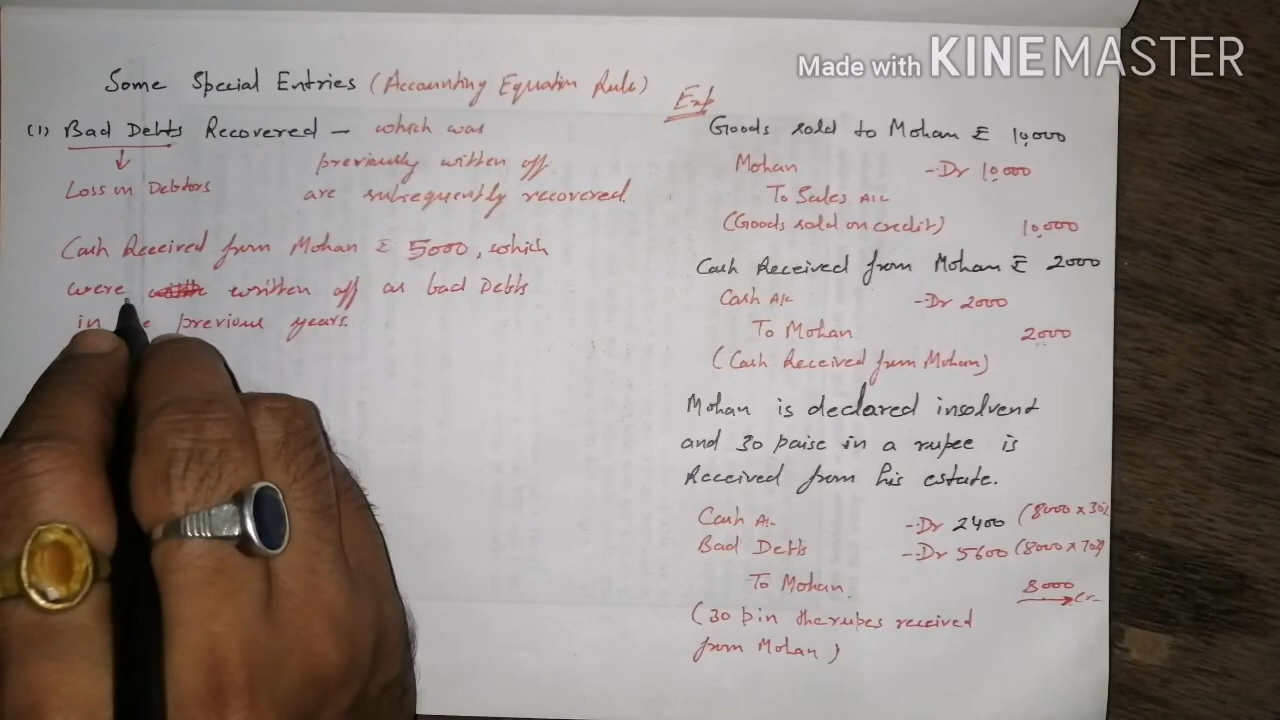 Made with KINEMASTER
Some Special Entries (Accounting Equation Rule)
(1) Bad Debts Recovered — which was
previously written off
are subsequently recovered.
Loss on Debtors
Cash Received from Mohan ₹ 5000, which
were written off as bad Debts
in previous years.
Exp
Goods sold to Mohan ₹ 10,000
Mohan —Dr 10,000
To Sales A/c
(Goods sold on credit) 10,000
Cash Received from Mohan ₹ 2000
Cash A/c —Dr 2000
To Mohan 2000
(Cash Received from Mohan)
Mohan is declared insolvent
and 30 paise in a rupee is
Received from his estate.
Cash A/c —Dr 2400 (8000 x 30%
Bad Debts —Dr 5600 (8000 x 70%)
To Mohan 8000
(30 p in the rupes received
from Mohan)